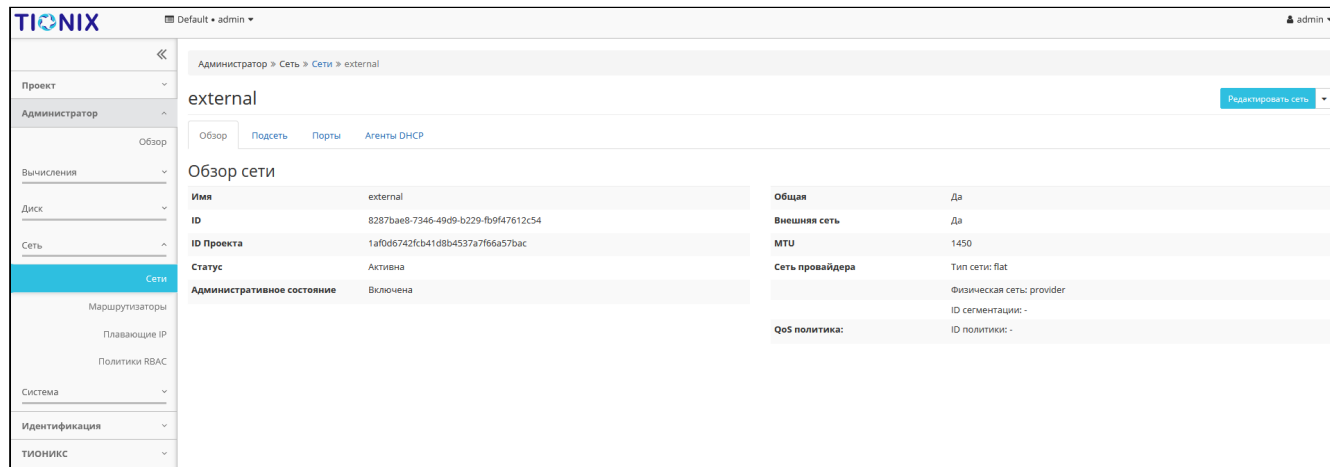 TIONIX
Default • admin
admin
Администратор » Сеть » Сети » external
Проект
Администратор
Обзор
Вычисления
Диск
Сеть
Сети
Маршрутизаторы
Плавающие IP
Политики RBAC
Система
Идентификация
ТИОНИКС
external
Редактировать сеть
Обзор Подсеть Порты Агенты DHCP
Обзор сети
Имя external
ID 8287bae8-7346-49d9-b229-fb9f47612c54
ID Проекта 1af0d6742fcb41d8b4537a7f66a57bac
Статус Активна
Административное состояние Включена
Общая Да
Внешняя сеть Да
MTU 1450
Сеть провайдера Тип сети: flat
Физическая сеть: provider
ID сегментации: -
QoS политика: ID политики: -